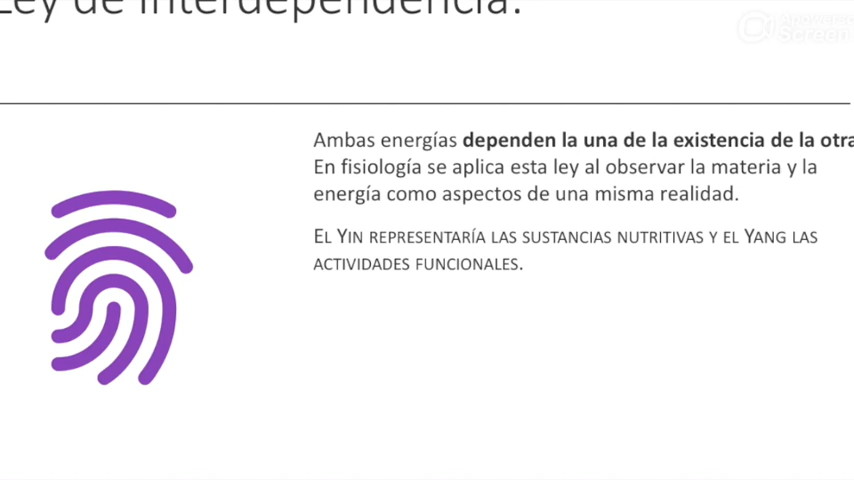 Ley de interdependencia.
Ambas energías dependen la una de la existencia de la otra
En fisiología se aplica esta ley al observar la materia y la
energía como aspectos de una misma realidad.
EL YIN REPRESENTARÍA LAS SUSTANCIAS NUTRITIVAS Y EL YANG LAS
ACTIVIDADES FUNCIONALES.
Screen